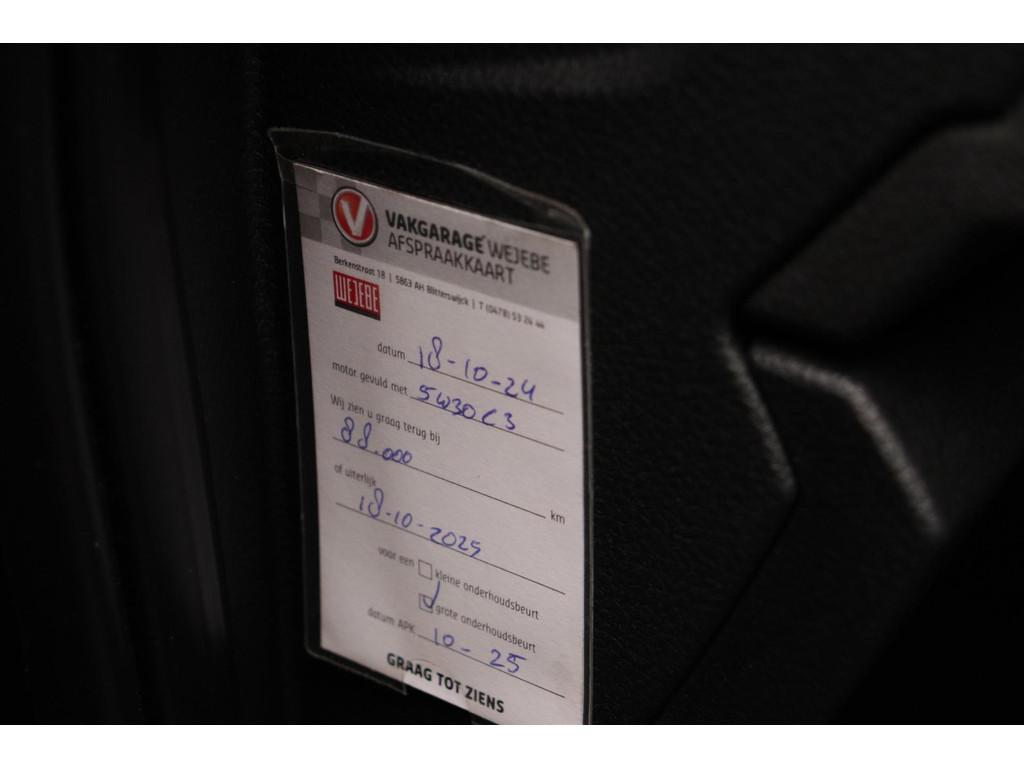 V VAKGARAGE WEJEBE
AFSPRAAKKAART
Berkenstraat 18 | 5863 AH Blitterswijck | T (0478) 53 24 44
WEJEBE
datum 18-10-24
motor gevuld met 5W30 C3
Wij zien u graag terug bij
88.000 km
of uiterlijk
18-10-2025
voor een kleine onderhoudsbeurt
grote onderhoudsbeurt
datum APK 10-25
GRAAG TOT ZIENS